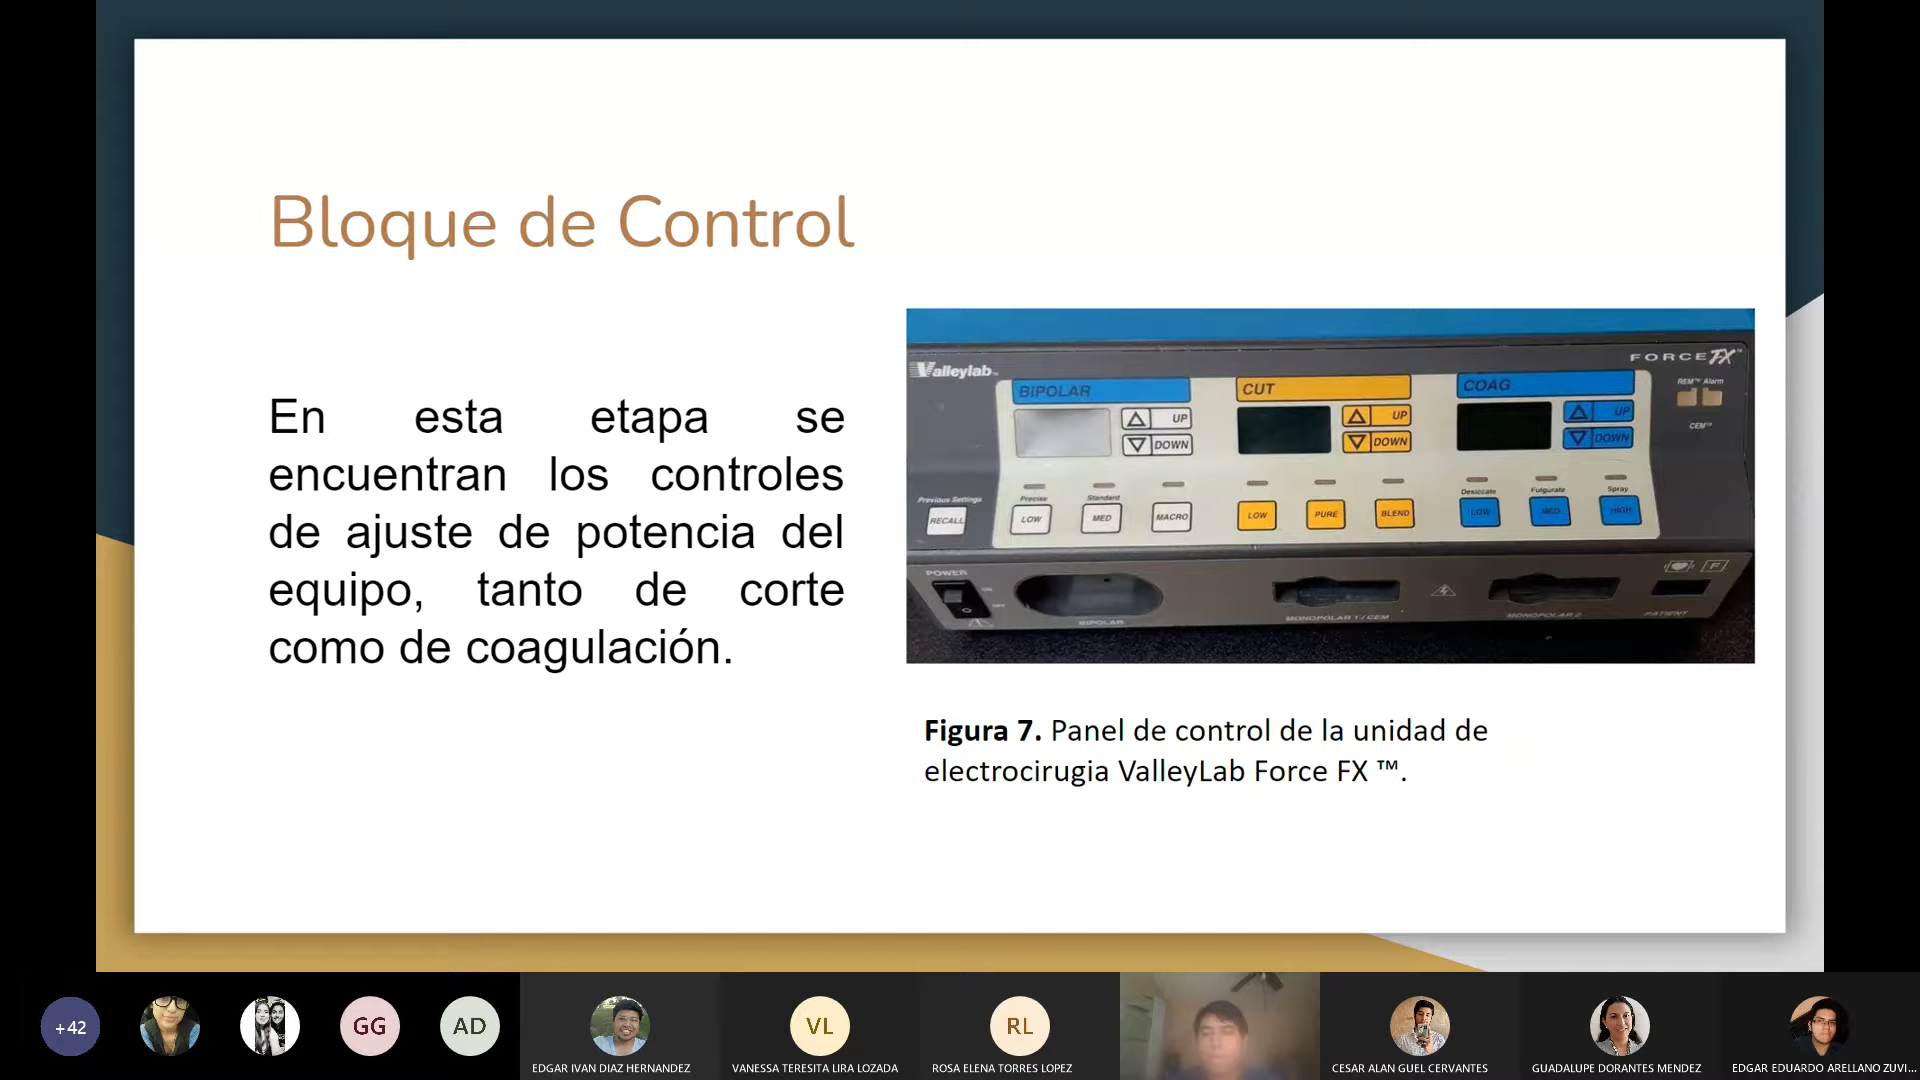 Bloque de Control
En esta etapa se
encuentran los controles
de ajuste de potencia del
equipo, tanto de corte
como de coagulación.
Valleylab™
FORCE FX™
BIPOLAR
CUT
COAG
REM™ Alarm
UP
UP
UP
DOWN
DOWN
DOWN
CEM™
Previous Settings
Precise
Standard
Desiccate
Fulgurate
Spray
RECALL
LOW
MED
MACRO
LOW
PURE
BLEND
LOW
MED
HIGH
POWER
F
BIPOLAR
MONOPOLAR 1 / CEM
MONOPOLAR 2
PATIENT
Figura 7. Panel de control de la unidad de
electrocirugia ValleyLab Force FX ™.
+42
GG
AD
VL
RL
EDGAR IVAN DIAZ HERNANDEZ
VANESSA TERESITA LIRA LOZADA
ROSA ELENA TORRES LOPEZ
CESAR ALAN GUEL CERVANTES
GUADALUPE DORANTES MENDEZ
EDGAR EDUARDO ARELLANO ZUVI...